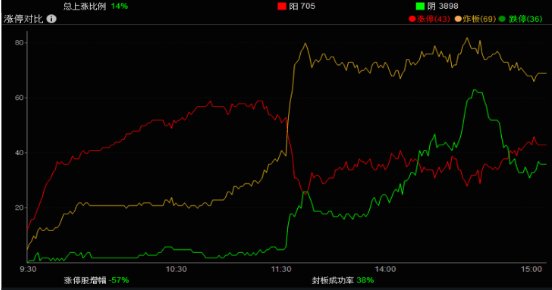 总上涨比例 14% 阳 705 阴 3898
涨停对比 涨停(43) 炸板(69) 跌停(36)
80
60
40
20
9:30 10:30 11:30 14:00 15:00
涨停股增幅 -57% 封板成功率 38%